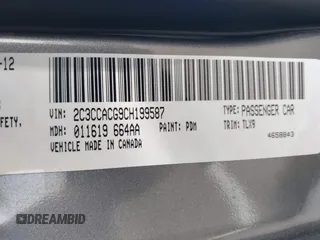 -12
VIN: 2C3CCACG9CH199587
TYPE: PASSENGER CAR
FETY,
MDH: 011619 664AA
PAINT: PDM
TRIM: TLX9
VEHICLE MADE IN CANADA
4658843
DREAMBID